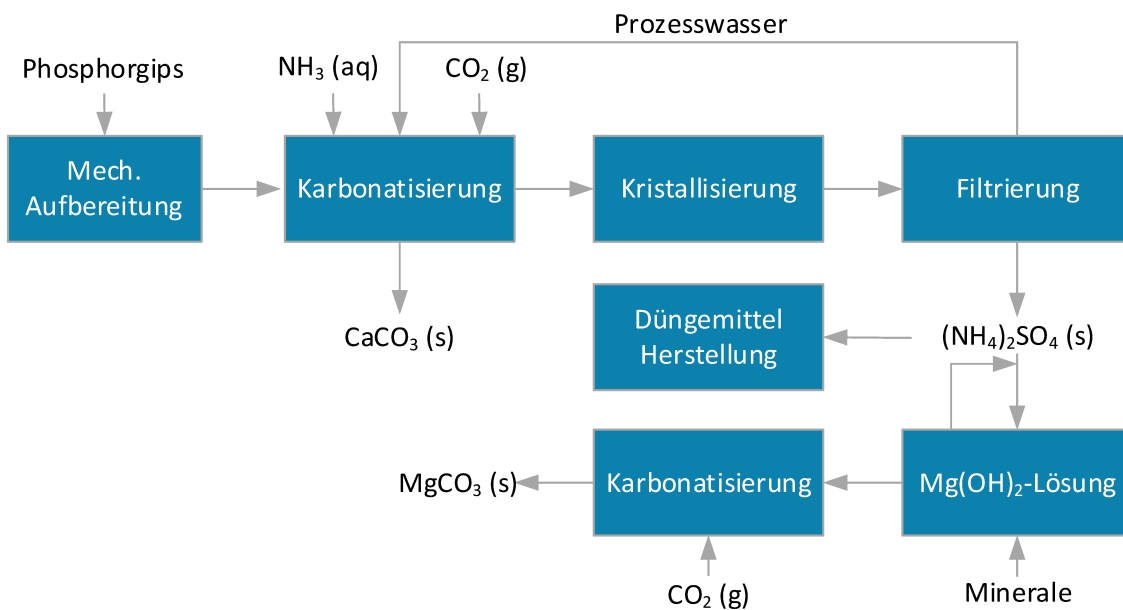 Prozesswasser
Phosphorgips
NH₃ (aq)
CO₂ (g)
Mech.
Aufbereitung
Karbonatisierung
Kristallisierung
Filtrierung
CaCO₃ (s)
Düngemittel
Herstellung
(NH₄)₂SO₄ (s)
MgCO₃ (s)
Karbonatisierung
Mg(OH)₂-Lösung
CO₂ (g)
Minerale